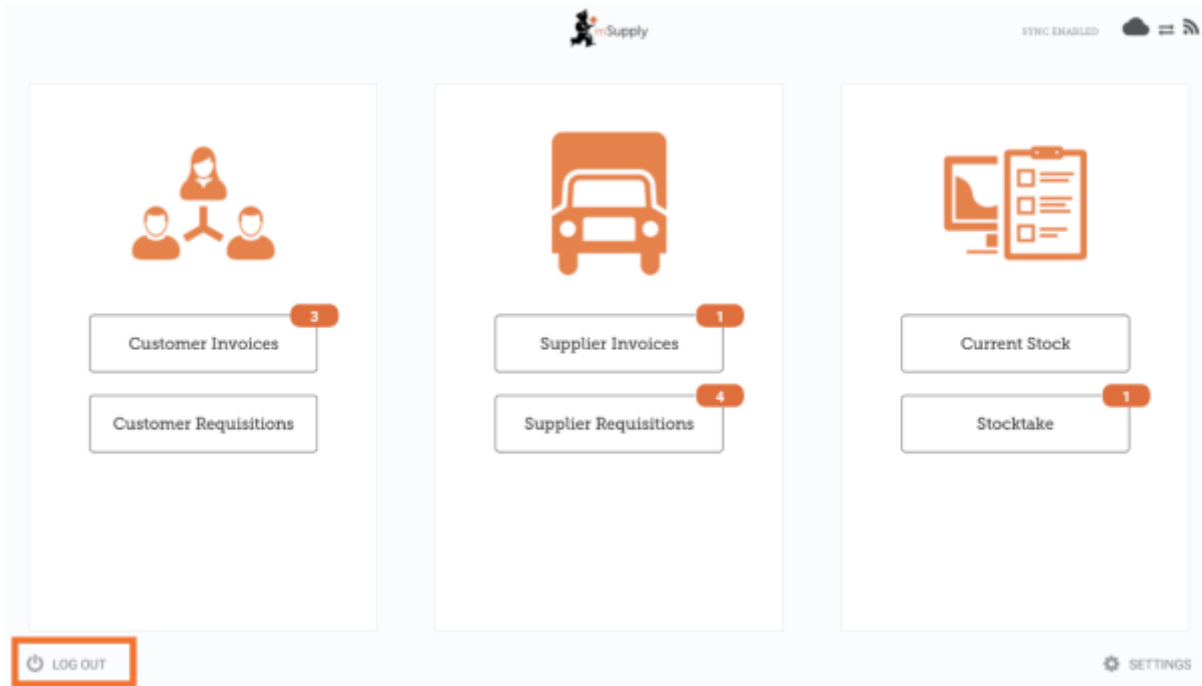 mSupply
SYNC ENABLED
3
Customer Invoices
Customer Requisitions
1
Supplier Invoices
4
Supplier Requisitions
Current Stock
1
Stocktake
LOG OUT
SETTINGS